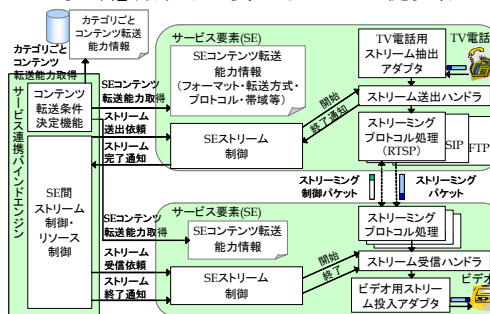 カテゴリごと
コンテンツ転送
能力情報
カテゴリごと
コンテンツ
転送能力取得
サービス連携バインドエンジン
コンテンツ
転送条件
決定機能
SE間
ストリーム
制御・
リソース
制御
SEコンテンツ
転送能力取得
ストリーム
送出依頼
ストリーム
完了通知
サービス要素(SE)
SEコンテンツ転送
能力情報
(フォーマット・転送方式・
プロトコル・帯域等)
SEストリーム
制御
開始
終了通知
TV電話用
ストリーム抽出
アダプタ
TV電話
ストリーム送出ハンドラ
ストリーミング
プロトコル処理
(RTSP)
SIP
FTP
ストリーミング
制御パケット
ストリーミング
パケット
SEコンテンツ
転送能力取得
ストリーム
受信依頼
ストリーム
終了通知
サービス要素(SE)
SEコンテンツ転送
能力情報
SEストリーム
制御
開始
終了
ストリーミング
プロトコル処理
ストリーム受信ハンドラ
ビデオ用ストリー
ム投入アダプタ
ビデオ